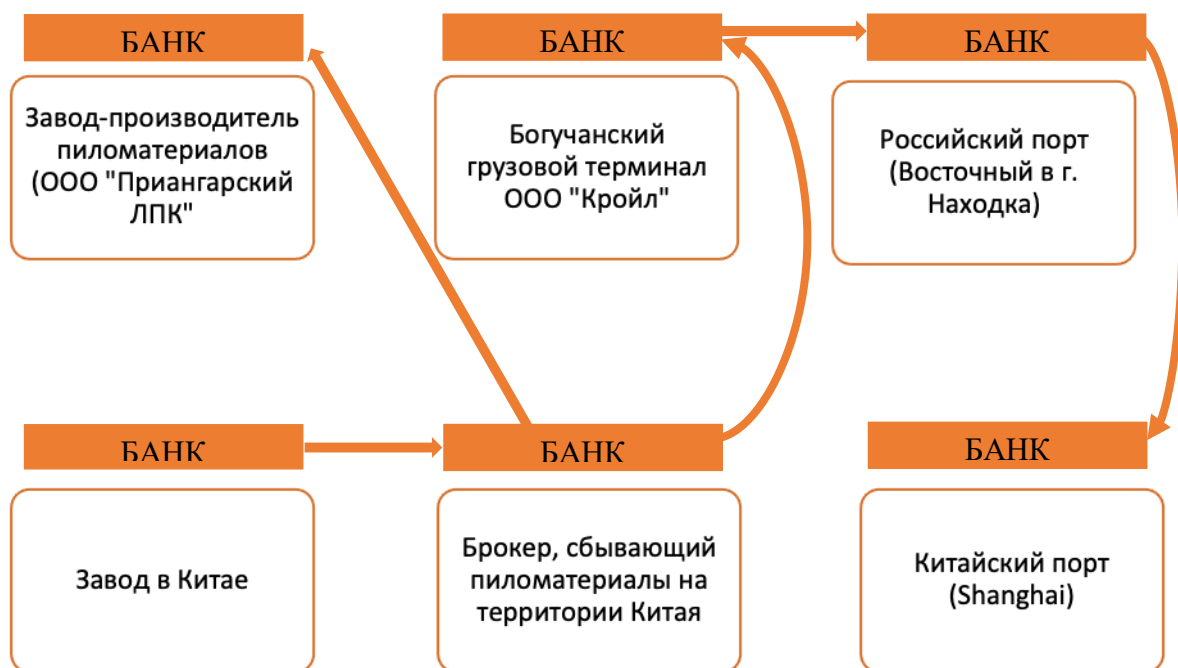 БАНК
БАНК
БАНК
Завод-производитель
пиломатериалов
(ООО "Приангарский
ЛПК"
Богучанский
грузовой терминал
ООО "Кройл"
Российский порт
(Восточный в г.
Находка)
БАНК
БАНК
БАНК
Завод в Китае
Брокер, сбывающий
пиломатериалы на
территории Китая
Китайский порт
(Shanghai)